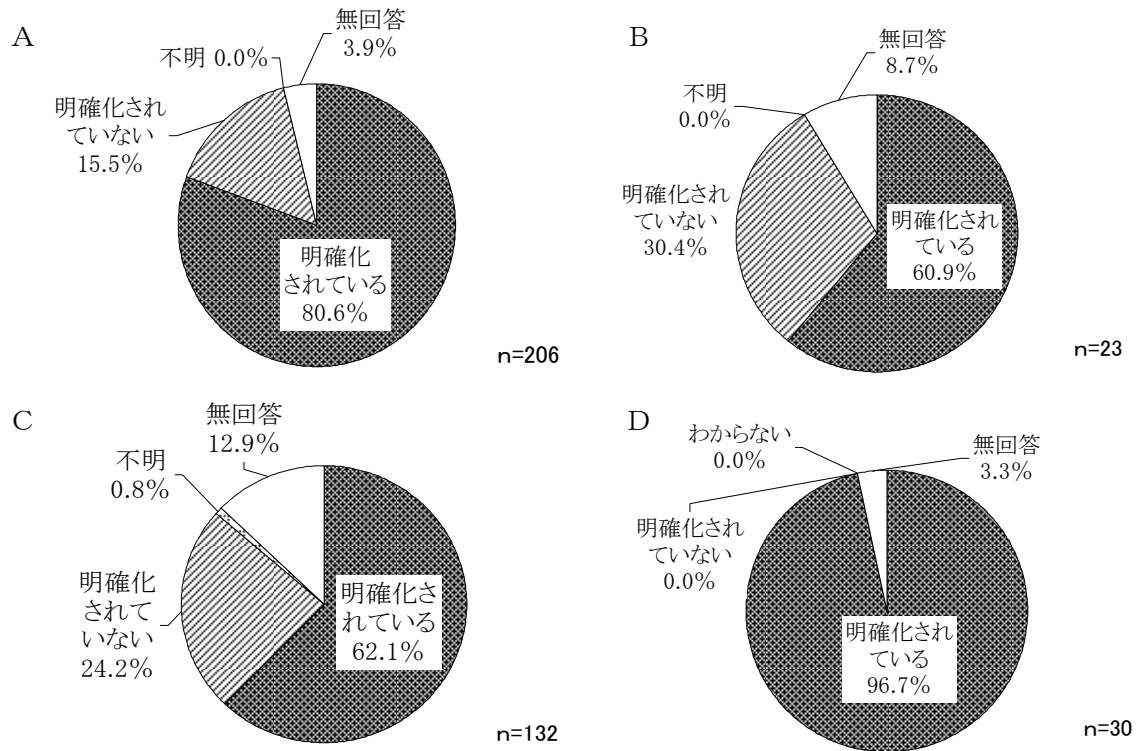 A
無回答
3.9%
不明 0.0%
明確化され
ていない
15.5%
明確化
されている
80.6%
n=206
B
無回答
8.7%
不明
0.0%
明確化され
ていない
30.4%
明確化され
ている
60.9%
n=23
C
無回答
12.9%
不明
0.8%
明確化
されて
いない
24.2%
明確化さ
れている
62.1%
n=132
D
わからない
0.0%
無回答
3.3%
明確化され
ていない
0.0%
明確化され
ている
96.7%
n=30